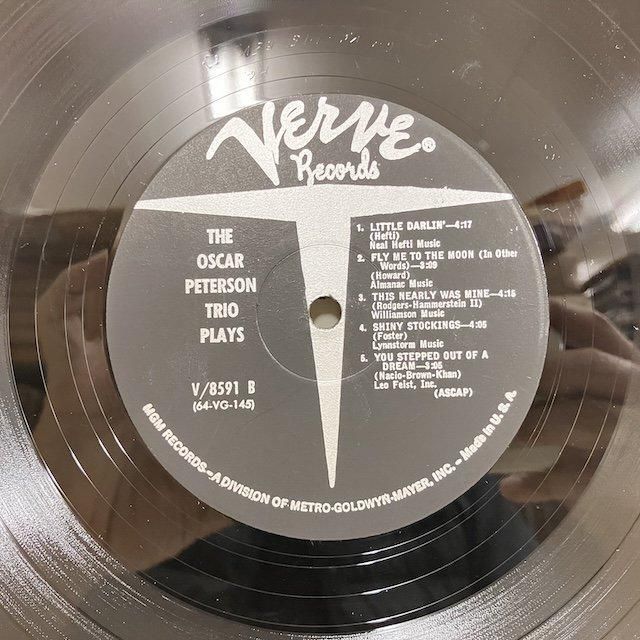 VERVE®
Records
THE
OSCAR
PETERSON
TRIO
PLAYS
V/8591 B
(64-VG-145)
1. LITTLE DARLIN'—4:17
(Hefti)
Neal Hefti Music
2. FLY ME TO THE MOON (In Other
Words)—3:09
(Howard)
Almanac Music
3. THIS NEARLY WAS MINE—4:15
(Rodgers-Hammerstein II)
Williamson Music
4. SHINY STOCKINGS—4:05
(Foster)
Lynnstorm Music
5. YOU STEPPED OUT OF A
DREAM—3:05
(Nacio-Brown-Khan)
Leo Feist, Inc.
(ASCAP)
MGM RECORDS—A DIVISION OF METRO-GOLDWYN-MAYER, INC.—Made in U.S.A.